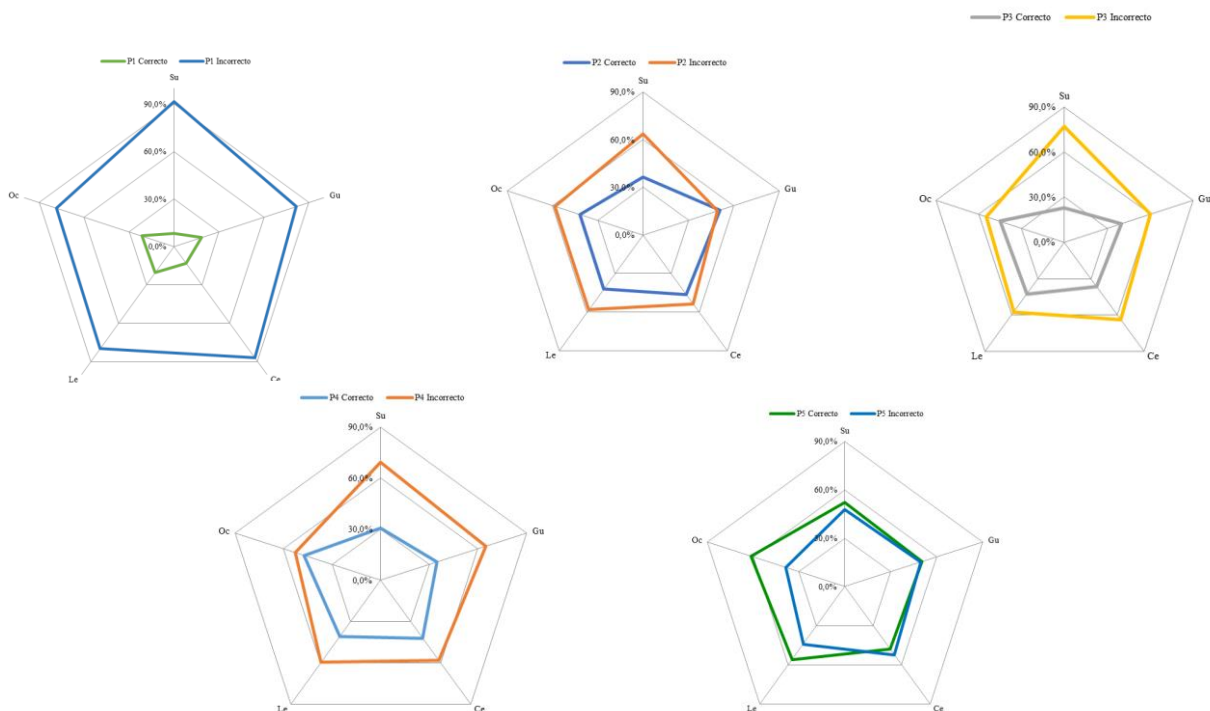 P1 Correcto P1 Incorrecto
Su
90,0%
60,0%
30,0%
0,0%
Gu
Ce
Le
Oc
P2 Correcto P2 Incorrecto
Su
90,0%
60,0%
30,0%
0,0%
Gu
Ce
Le
Oc
P3 Correcto P3 Incorrecto
Su
90,0%
60,0%
30,0%
0,0%
Gu
Ce
Le
Oc
P4 Correcto P4 Incorrecto
Su
90,0%
60,0%
30,0%
0,0%
Gu
Ce
Le
Oc
P5 Correcto P5 Incorrecto
Su
90,0%
60,0%
30,0%
0,0%
Gu
Ce
Le
Oc